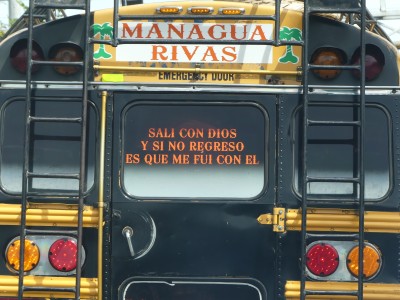 MANAGUA
RIVAS
EMERGENCY DOOR
SALI CON DIOS
Y SI NO REGRESO
ES QUE ME FUI CON EL